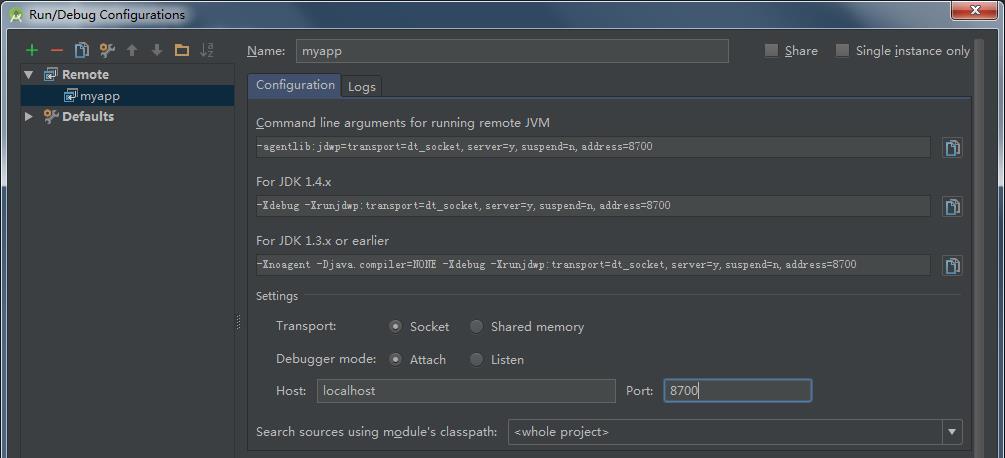 Run/Debug Configurations
Name: myapp Share Single instance only
Remote
myapp
Defaults
Configuration Logs
Command line arguments for running remote JVM
-agentlib:jdwp=transport=dt_socket,server=y,suspend=n,address=8700
For JDK 1.4.x
-Xdebug -Xrunjdwp:transport=dt_socket,server=y,suspend=n,address=8700
For JDK 1.3.x or earlier
-Xnoagent -Djava.compiler=NONE -Xdebug -Xrunjdwp:transport=dt_socket,server=y,suspend=n,address=8700
Settings
Transport: Socket Shared memory
Debugger mode: Attach Listen
Host: localhost Port: 8700
Search sources using module's classpath: <whole project>